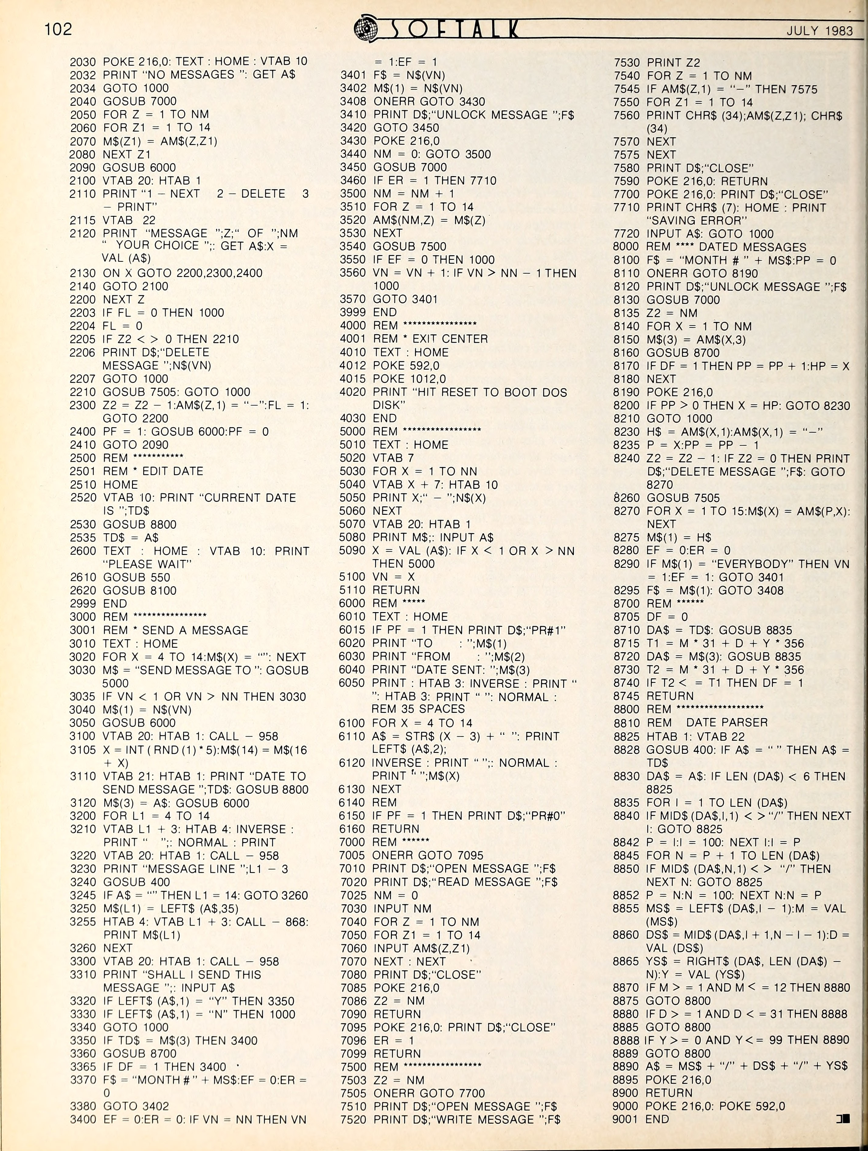 102
SOFTALK
JULY 1983
2030 POKE 216,0: TEXT : HOME : VTAB 10
2032 PRINT "NO MESSAGES ": GET A$
2034 GOTO 1000
2040 GOSUB 7000
2050 FOR Z = 1 TO NM
2060 FOR Z1 = 1 TO 14
2070 M$(Z1) = AM$(Z,Z1)
2080 NEXT Z1
2090 GOSUB 6000
2100 VTAB 20: HTAB 1
2110 PRINT "1 – NEXT 2 – DELETE 3
– PRINT"
2115 VTAB 22
2120 PRINT "MESSAGE ";Z;" OF ";NM
" YOUR CHOICE ";: GET A$:X =
VAL (A$)
2130 ON X GOTO 2200,2300,2400
2140 GOTO 2100
2200 NEXT Z
2203 IF FL = 0 THEN 1000
2204 FL = 0
2205 IF Z2 < > 0 THEN 2210
2206 PRINT D$;"DELETE
MESSAGE ";N$(VN)
2207 GOTO 1000
2210 GOSUB 7505: GOTO 1000
2300 Z2 = Z2 – 1:AM$(Z,1) = "–":FL = 1:
GOTO 2200
2400 PF = 1: GOSUB 6000:PF = 0
2410 GOTO 2090
2500 REM ***********
2501 REM * EDIT DATE
2510 HOME
2520 VTAB 10: PRINT "CURRENT DATE
IS ";TD$
2530 GOSUB 8800
2535 TD$ = A$
2600 TEXT : HOME : VTAB 10: PRINT
"PLEASE WAIT"
2610 GOSUB 550
2620 GOSUB 8100
2999 END
3000 REM ****************
3001 REM * SEND A MESSAGE
3010 TEXT : HOME
3020 FOR X = 4 TO 14:M$(X) = "": NEXT
3030 M$ = "SEND MESSAGE TO ": GOSUB
5000
3035 IF VN < 1 OR VN > NN THEN 3030
3040 M$(1) = N$(VN)
3050 GOSUB 6000
3100 VTAB 20: HTAB 1: CALL – 958
3105 X = INT ( RND (1) * 5):M$(14) = M$(16
+ X)
3110 VTAB 21: HTAB 1: PRINT "DATE TO
SEND MESSAGE ";TD$: GOSUB 8800
3120 M$(3) = A$: GOSUB 6000
3200 FOR L1 = 4 TO 14
3210 VTAB L1 + 3: HTAB 4: INVERSE :
PRINT " ";: NORMAL : PRINT
3220 VTAB 20: HTAB 1: CALL – 958
3230 PRINT "MESSAGE LINE ";L1 – 3
3240 GOSUB 400
3245 IF A$ = "" THEN L1 = 14: GOTO 3260
3250 M$(L1) = LEFT$ (A$,35)
3255 HTAB 4: VTAB L1 + 3: CALL – 868:
PRINT M$(L1)
3260 NEXT
3300 VTAB 20: HTAB 1: CALL – 958
3310 PRINT "SHALL I SEND THIS
MESSAGE ";: INPUT A$
3320 IF LEFT$ (A$,1) = "Y" THEN 3350
3330 IF LEFT$ (A$,1) = "N" THEN 1000
3340 GOTO 1000
3350 IF TD$ = M$(3) THEN 3400
3360 GOSUB 8700
3365 IF DF = 1 THEN 3400
3370 F$ = "MONTH # " + MS$:EF = 0:ER =
0
3380 GOTO 3402
3400 EF = 0:ER = 0: IF VN = NN THEN VN
= 1:EF = 1
3401 F$ = N$(VN)
3402 M$(1) = N$(VN)
3408 ONERR GOTO 3430
3410 PRINT D$;"UNLOCK MESSAGE ";F$
3420 GOTO 3450
3430 POKE 216,0
3440 NM = 0: GOTO 3500
3450 GOSUB 7000
3460 IF ER = 1 THEN 7710
3500 NM = NM + 1
3510 FOR Z = 1 TO 14
3520 AM$(NM,Z) = M$(Z)
3530 NEXT
3540 GOSUB 7500
3550 IF EF = 0 THEN 1000
3560 VN = VN + 1: IF VN > NN – 1 THEN
1000
3570 GOTO 3401
3999 END
4000 REM ****************
4001 REM * EXIT CENTER
4010 TEXT : HOME
4012 POKE 592,0
4015 POKE 1012,0
4020 PRINT "HIT RESET TO BOOT DOS
DISK"
4030 END
5000 REM *****************
5010 TEXT : HOME
5020 VTAB 7
5030 FOR X = 1 TO NN
5040 VTAB X + 7: HTAB 10
5050 PRINT X;" – ";N$(X)
5060 NEXT
5070 VTAB 20: HTAB 1
5080 PRINT M$;: INPUT A$
5090 X = VAL (A$): IF X < 1 OR X > NN
THEN 5000
5100 VN = X
5110 RETURN
6000 REM *****
6010 TEXT : HOME
6015 IF PF = 1 THEN PRINT D$;"PR#1"
6020 PRINT "TO : ";M$(1)
6030 PRINT "FROM : ";M$(2)
6040 PRINT "DATE SENT: ";M$(3)
6050 PRINT : HTAB 3: INVERSE : PRINT "
": HTAB 3: PRINT " ": NORMAL :
REM 35 SPACES
6100 FOR X = 4 TO 14
6110 A$ = STR$ (X – 3) + " ": PRINT
LEFT$ (A$,2);
6120 INVERSE : PRINT " ";: NORMAL :
PRINT " ";M$(X)
6130 NEXT
6140 REM
6150 IF PF = 1 THEN PRINT D$;"PR#0"
6160 RETURN
7000 REM ******
7005 ONERR GOTO 7095
7010 PRINT D$;"OPEN MESSAGE ";F$
7020 PRINT D$;"READ MESSAGE ";F$
7025 NM = 0
7030 INPUT NM
7040 FOR Z = 1 TO NM
7050 FOR Z1 = 1 TO 14
7060 INPUT AM$(Z,Z1)
7070 NEXT : NEXT
7080 PRINT D$;"CLOSE"
7085 POKE 216,0
7086 Z2 = NM
7090 RETURN
7095 POKE 216,0: PRINT D$;"CLOSE"
7096 ER = 1
7099 RETURN
7500 REM *****************
7503 Z2 = NM
7505 ONERR GOTO 7700
7510 PRINT D$;"OPEN MESSAGE ";F$
7520 PRINT D$;"WRITE MESSAGE ";F$
7530 PRINT Z2
7540 FOR Z = 1 TO NM
7545 IF AM$(Z,1) = "–" THEN 7575
7550 FOR Z1 = 1 TO 14
7560 PRINT CHR$ (34);AM$(Z,Z1); CHR$
(34)
7570 NEXT
7575 NEXT
7580 PRINT D$;"CLOSE"
7590 POKE 216,0: RETURN
7700 POKE 216,0: PRINT D$;"CLOSE"
7710 PRINT CHR$ (7): HOME : PRINT
"SAVING ERROR"
7720 INPUT A$: GOTO 1000
8000 REM **** DATED MESSAGES
8100 F$ = "MONTH # " + MS$:PP = 0
8110 ONERR GOTO 8190
8120 PRINT D$;"UNLOCK MESSAGE ";F$
8130 GOSUB 7000
8135 Z2 = NM
8140 FOR X = 1 TO NM
8150 M$(3) = AM$(X,3)
8160 GOSUB 8700
8170 IF DF = 1 THEN PP = PP + 1:HP = X
8180 NEXT
8190 POKE 216,0
8200 IF PP > 0 THEN X = HP: GOTO 8230
8210 GOTO 1000
8230 H$ = AM$(X,1):AM$(X,1) = "–"
8235 P = X:PP = PP – 1
8240 Z2 = Z2 – 1: IF Z2 = 0 THEN PRINT
D$;"DELETE MESSAGE ";F$: GOTO
8270
8260 GOSUB 7505
8270 FOR X = 1 TO 15:M$(X) = AM$(P,X):
NEXT
8275 M$(1) = H$
8280 EF = 0:ER = 0
8290 IF M$(1) = "EVERYBODY" THEN VN
= 1:EF = 1: GOTO 3401
8295 F$ = M$(1): GOTO 3408
8700 REM ******
8705 DF = 0
8710 DA$ = TD$: GOSUB 8835
8715 T1 = M * 31 + D + Y * 356
8720 DA$ = M$(3): GOSUB 8835
8730 T2 = M * 31 + D + Y * 356
8740 IF T2 < = T1 THEN DF = 1
8745 RETURN
8800 REM *******************
8810 REM DATE PARSER
8825 HTAB 1: VTAB 22
8828 GOSUB 400: IF A$ = " " THEN A$ =
TD$
8830 DA$ = A$: IF LEN (DA$) < 6 THEN
8825
8835 FOR I = 1 TO LEN (DA$)
8840 IF MID$ (DA$,I,1) < > "/" THEN NEXT
I: GOTO 8825
8842 P = I:I = 100: NEXT I:I = P
8845 FOR N = P + 1 TO LEN (DA$)
8850 IF MID$ (DA$,N,1) < > "/" THEN
NEXT N: GOTO 8825
8852 P = N:N = 100: NEXT N:N = P
8855 MS$ = LEFT$ (DA$,I – 1):M = VAL
(MS$)
8860 DS$ = MID$ (DA$,I + 1,N – I – 1):D =
VAL (DS$)
8865 YS$ = RIGHT$ (DA$, LEN (DA$) –
N):Y = VAL (YS$)
8870 IF M > = 1 AND M < = 12 THEN 8880
8875 GOTO 8800
8880 IF D > = 1 AND D < = 31 THEN 8888
8885 GOTO 8800
8888 IF Y > = 0 AND Y < = 99 THEN 8890
8889 GOTO 8800
8890 A$ = MS$ + "/" + DS$ + "/" + YS$
8895 POKE 216,0
8900 RETURN
9000 POKE 216,0: POKE 592,0
9001 END